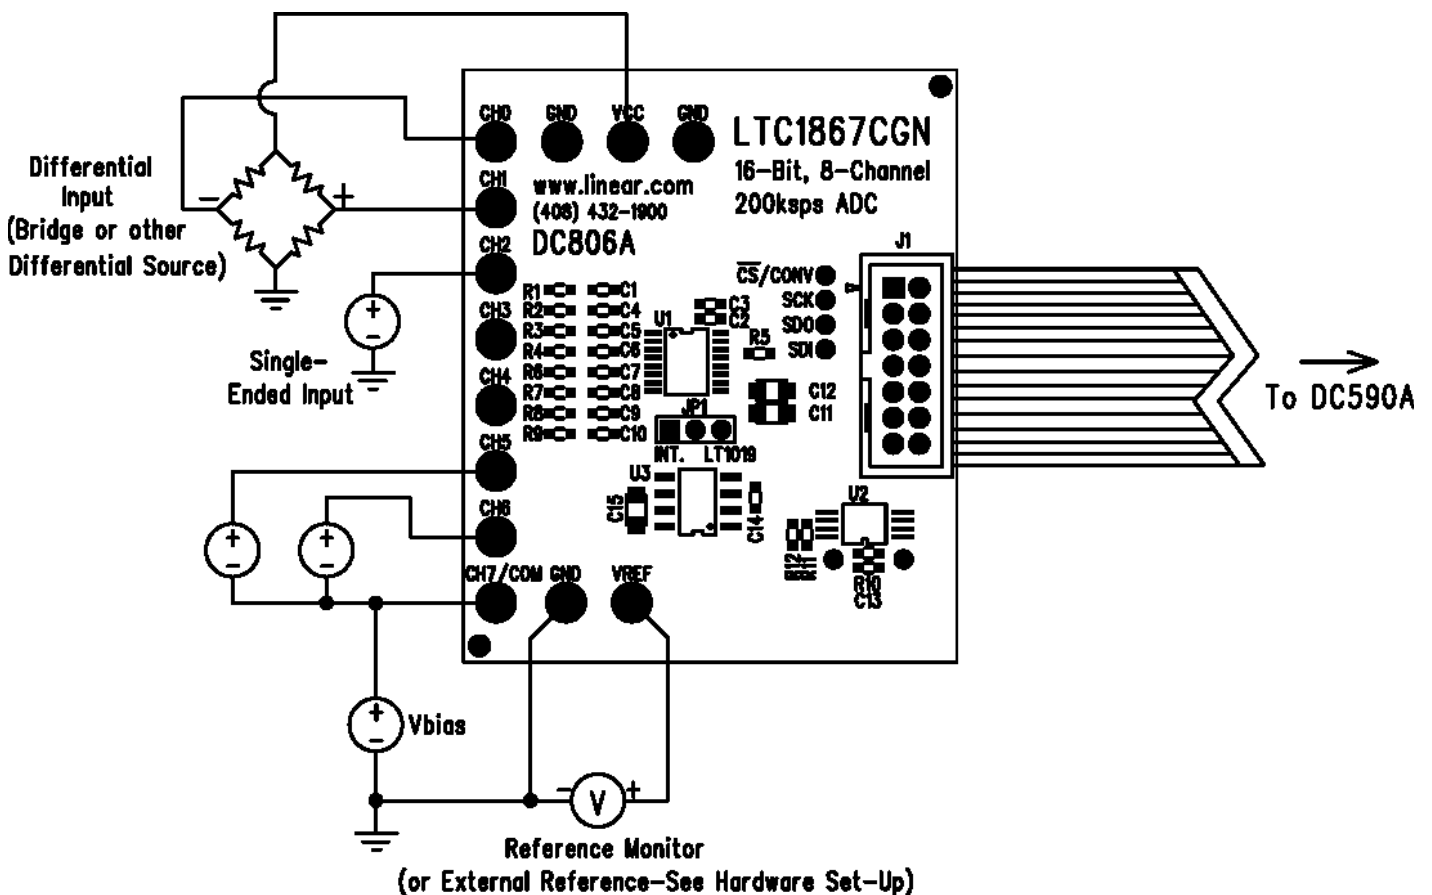 CH0
GND
VCC
GND
LTC1867CGN
16-Bit, 8-Channel
200ksps ADC
Differential
Input
(Bridge or other
Differential Source)
-
+
CH1
www.linear.com
(408) 432-1900
DC806A
CH2
J1
CS/CONV
SCK
SDO
SDI
R1
R2
R3
R4
R6
R7
R8
R9
C1
C4
C5
C6
C7
C8
C9
C10
CH3
U1
C3
C2
R5
+
-
Single-
Ended Input
CH4
C12
C11
JP1
INT. LT1019
To DC590A
CH5
U3
C15
C14
U2
CH6
+
-
+
-
R12
R11
R10
C13
CH7/COM
GND
VREF
+
-
Vbias
-
V
+
Reference Monitor
(or External Reference-See Hardware Set-Up)